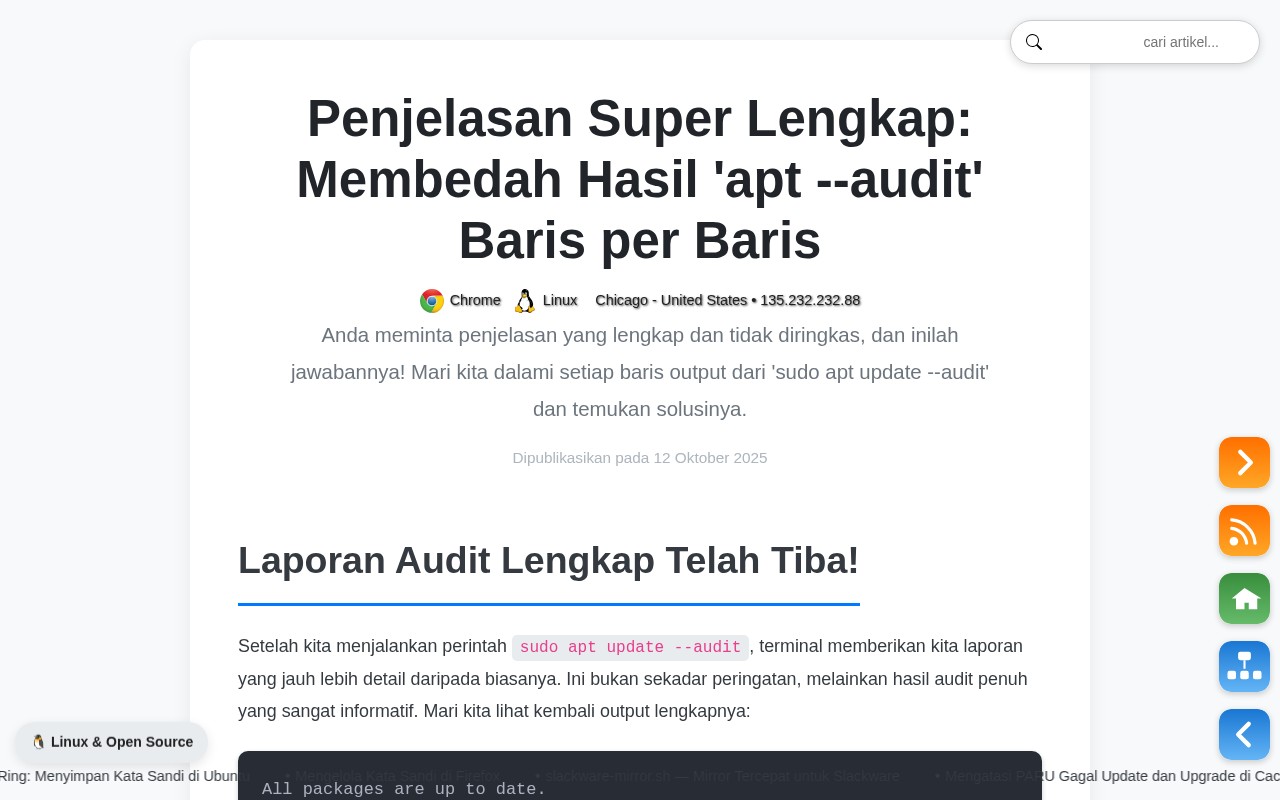 cari artikel...
Penjelasan Super Lengkap:
Membedah Hasil 'apt --audit'
Baris per Baris
Chrome Linux Chicago - United States • 135.232.232.88
Anda meminta penjelasan yang lengkap dan tidak diringkas, dan inilah
jawabannya! Mari kita dalami setiap baris output dari 'sudo apt update --audit'
dan temukan solusinya.
Dipublikasikan pada 12 Oktober 2025
Laporan Audit Lengkap Telah Tiba!
Setelah kita menjalankan perintah sudo apt update --audit, terminal memberikan kita laporan
yang jauh lebih detail daripada biasanya. Ini bukan sekadar peringatan, melainkan hasil audit penuh
yang sangat informatif. Mari kita lihat kembali output lengkapnya:
Linux & Open Source
Ring: Menyimpan Kata Sandi di Ubuntu • Mengelola Kata Sandi di Firefox • slackware-mirror.sh — Mirror Tercepat untuk Slackware • Mengatasi PARU Gagal Update dan Upgrade di Cac
All packages are up to date.